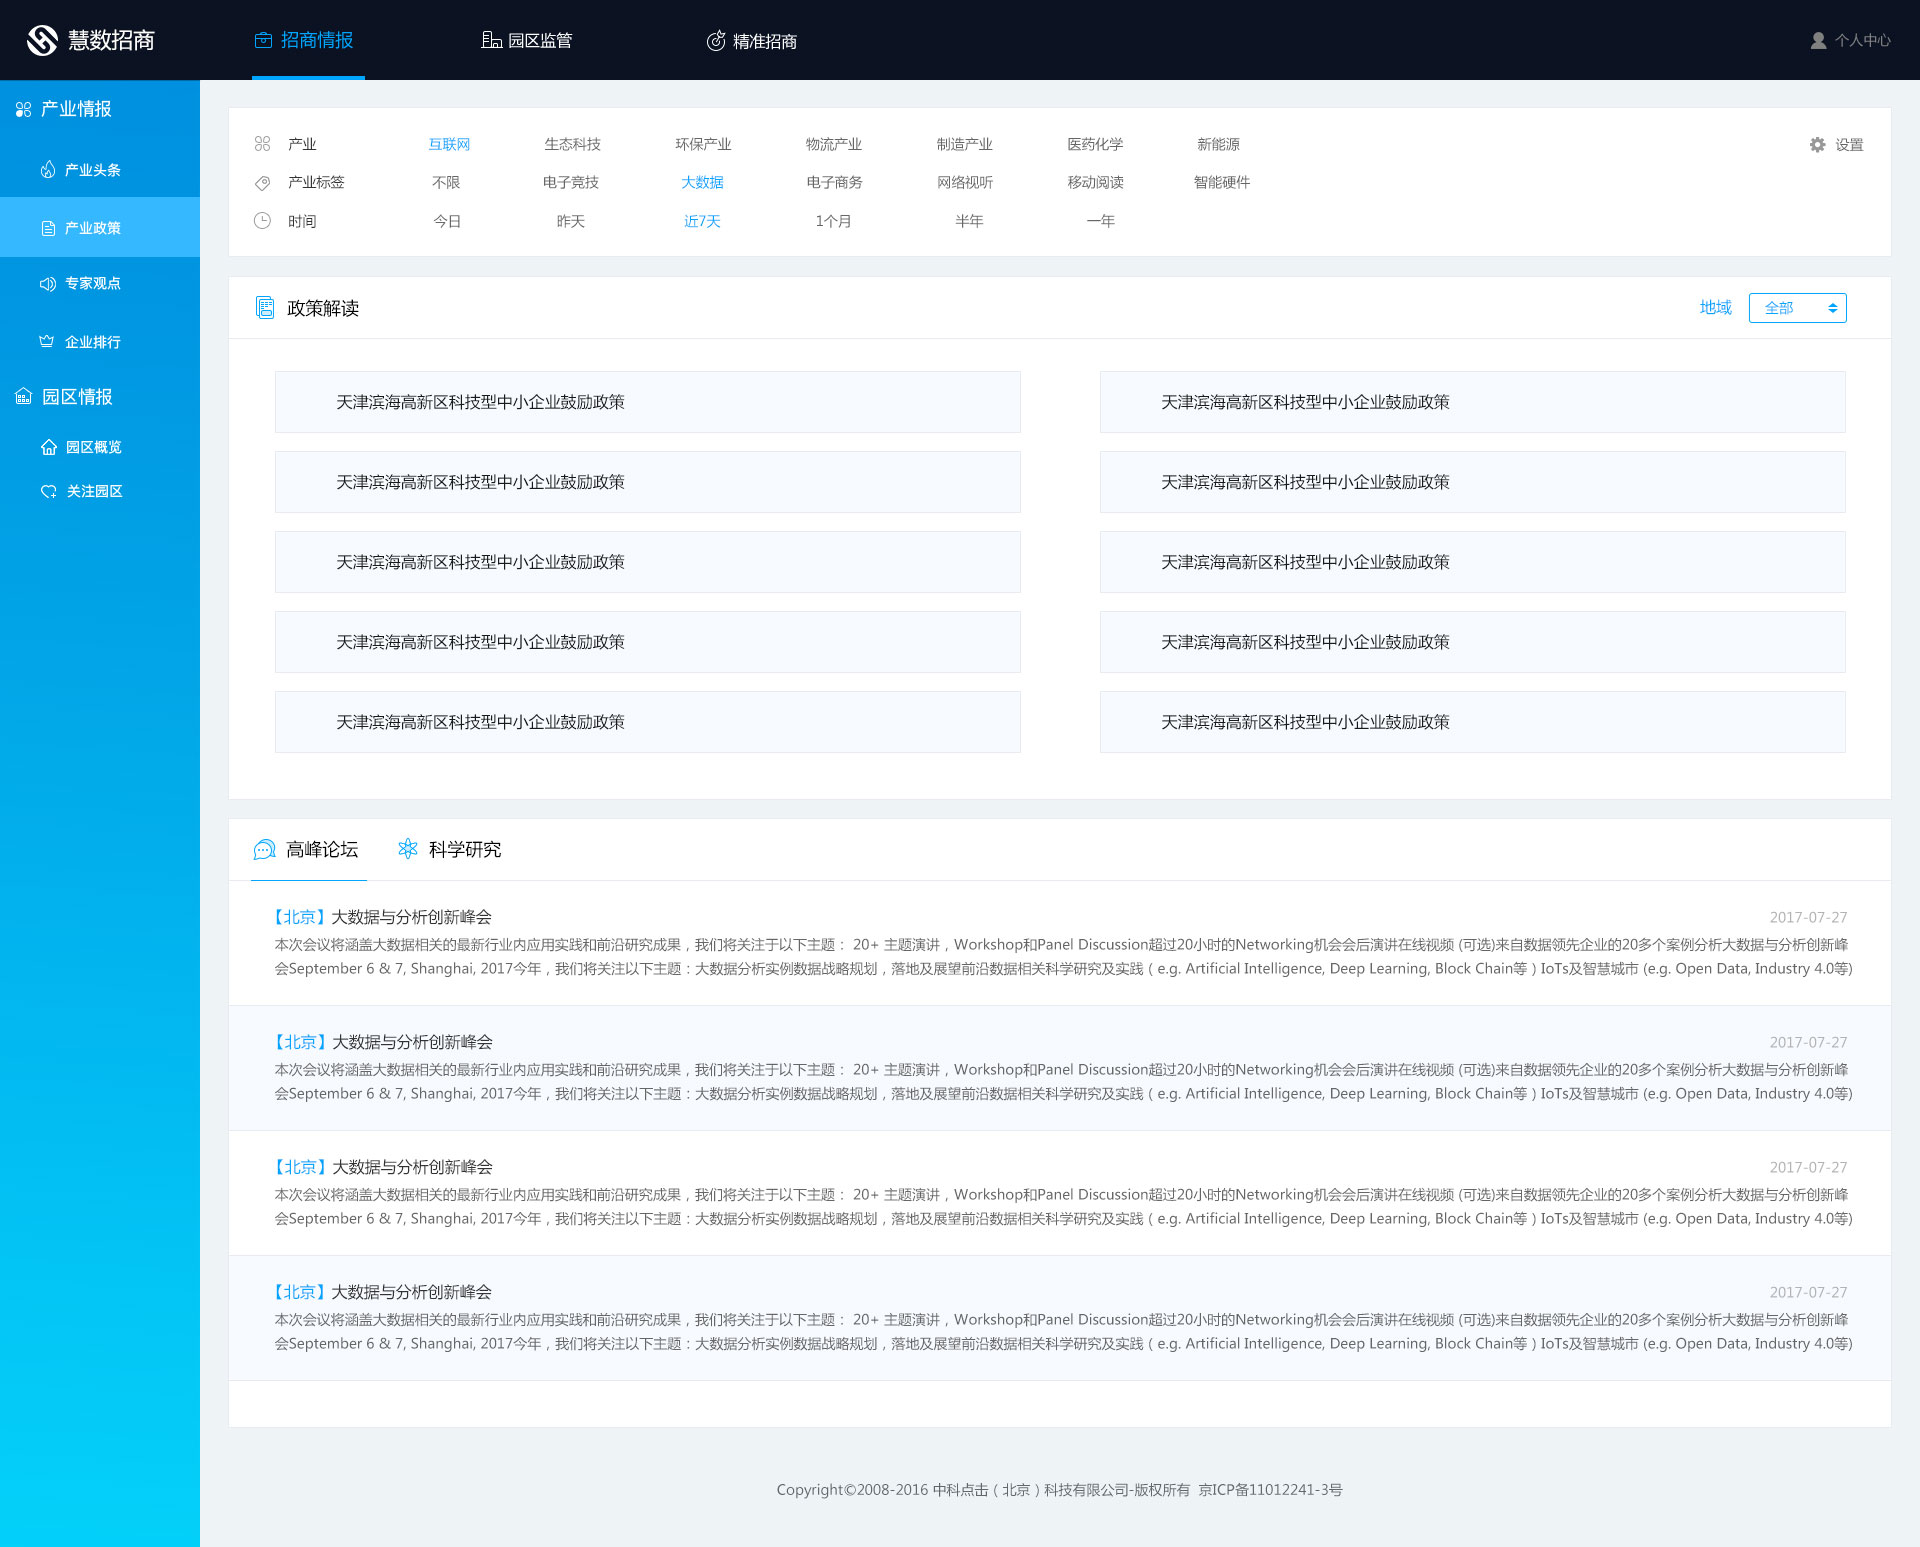 慧数招商 招商情报 园区监管 精准招商 个人中心
产业情报
产业头条
产业政策
专家观点
企业排行
园区情报
园区概览
关注园区
产业 互联网 生态科技 环保产业 物流产业 制造产业 医药化学 新能源 设置
产业标签 不限 电子竞技 大数据 电子商务 网络视听 移动阅读 智能硬件
时间 今日 昨天 近7天 1个月 半年 一年
政策解读 地域 全部
天津滨海高新区科技型中小企业鼓励政策 天津滨海高新区科技型中小企业鼓励政策
天津滨海高新区科技型中小企业鼓励政策 天津滨海高新区科技型中小企业鼓励政策
天津滨海高新区科技型中小企业鼓励政策 天津滨海高新区科技型中小企业鼓励政策
天津滨海高新区科技型中小企业鼓励政策 天津滨海高新区科技型中小企业鼓励政策
天津滨海高新区科技型中小企业鼓励政策 天津滨海高新区科技型中小企业鼓励政策
高峰论坛 科学研究
【北京】大数据与分析创新峰会 2017-07-27
本次会议将涵盖大数据相关的最新行业内应用实践和前沿研究成果，我们将关注于以下主题： 20+ 主题演讲，Workshop和Panel Discussion超过20小时的Networking机会会后演讲在线视频 (可选)来自数据领先企业的20多个案例分析大数据与分析创新峰
会September 6 & 7, Shanghai, 2017今年，我们将关注以下主题：大数据分析实例数据战略规划，落地及展望前沿数据相关科学研究及实践（e.g. Artificial Intelligence, Deep Learning, Block Chain等）IoTs及智慧城市 (e.g. Open Data, Industry 4.0等)
【北京】大数据与分析创新峰会 2017-07-27
本次会议将涵盖大数据相关的最新行业内应用实践和前沿研究成果，我们将关注于以下主题： 20+ 主题演讲，Workshop和Panel Discussion超过20小时的Networking机会会后演讲在线视频 (可选)来自数据领先企业的20多个案例分析大数据与分析创新峰
会September 6 & 7, Shanghai, 2017今年，我们将关注以下主题：大数据分析实例数据战略规划，落地及展望前沿数据相关科学研究及实践（e.g. Artificial Intelligence, Deep Learning, Block Chain等）IoTs及智慧城市 (e.g. Open Data, Industry 4.0等)
【北京】大数据与分析创新峰会 2017-07-27
本次会议将涵盖大数据相关的最新行业内应用实践和前沿研究成果，我们将关注于以下主题： 20+ 主题演讲，Workshop和Panel Discussion超过20小时的Networking机会会后演讲在线视频 (可选)来自数据领先企业的20多个案例分析大数据与分析创新峰
会September 6 & 7, Shanghai, 2017今年，我们将关注以下主题：大数据分析实例数据战略规划，落地及展望前沿数据相关科学研究及实践（e.g. Artificial Intelligence, Deep Learning, Block Chain等）IoTs及智慧城市 (e.g. Open Data, Industry 4.0等)
【北京】大数据与分析创新峰会 2017-07-27
本次会议将涵盖大数据相关的最新行业内应用实践和前沿研究成果，我们将关注于以下主题： 20+ 主题演讲，Workshop和Panel Discussion超过20小时的Networking机会会后演讲在线视频 (可选)来自数据领先企业的20多个案例分析大数据与分析创新峰
会September 6 & 7, Shanghai, 2017今年，我们将关注以下主题：大数据分析实例数据战略规划，落地及展望前沿数据相关科学研究及实践（e.g. Artificial Intelligence, Deep Learning, Block Chain等）IoTs及智慧城市 (e.g. Open Data, Industry 4.0等)
Copyright©2008-2016 中科点击（北京）科技有限公司-版权所有 京ICP备11012241-3号